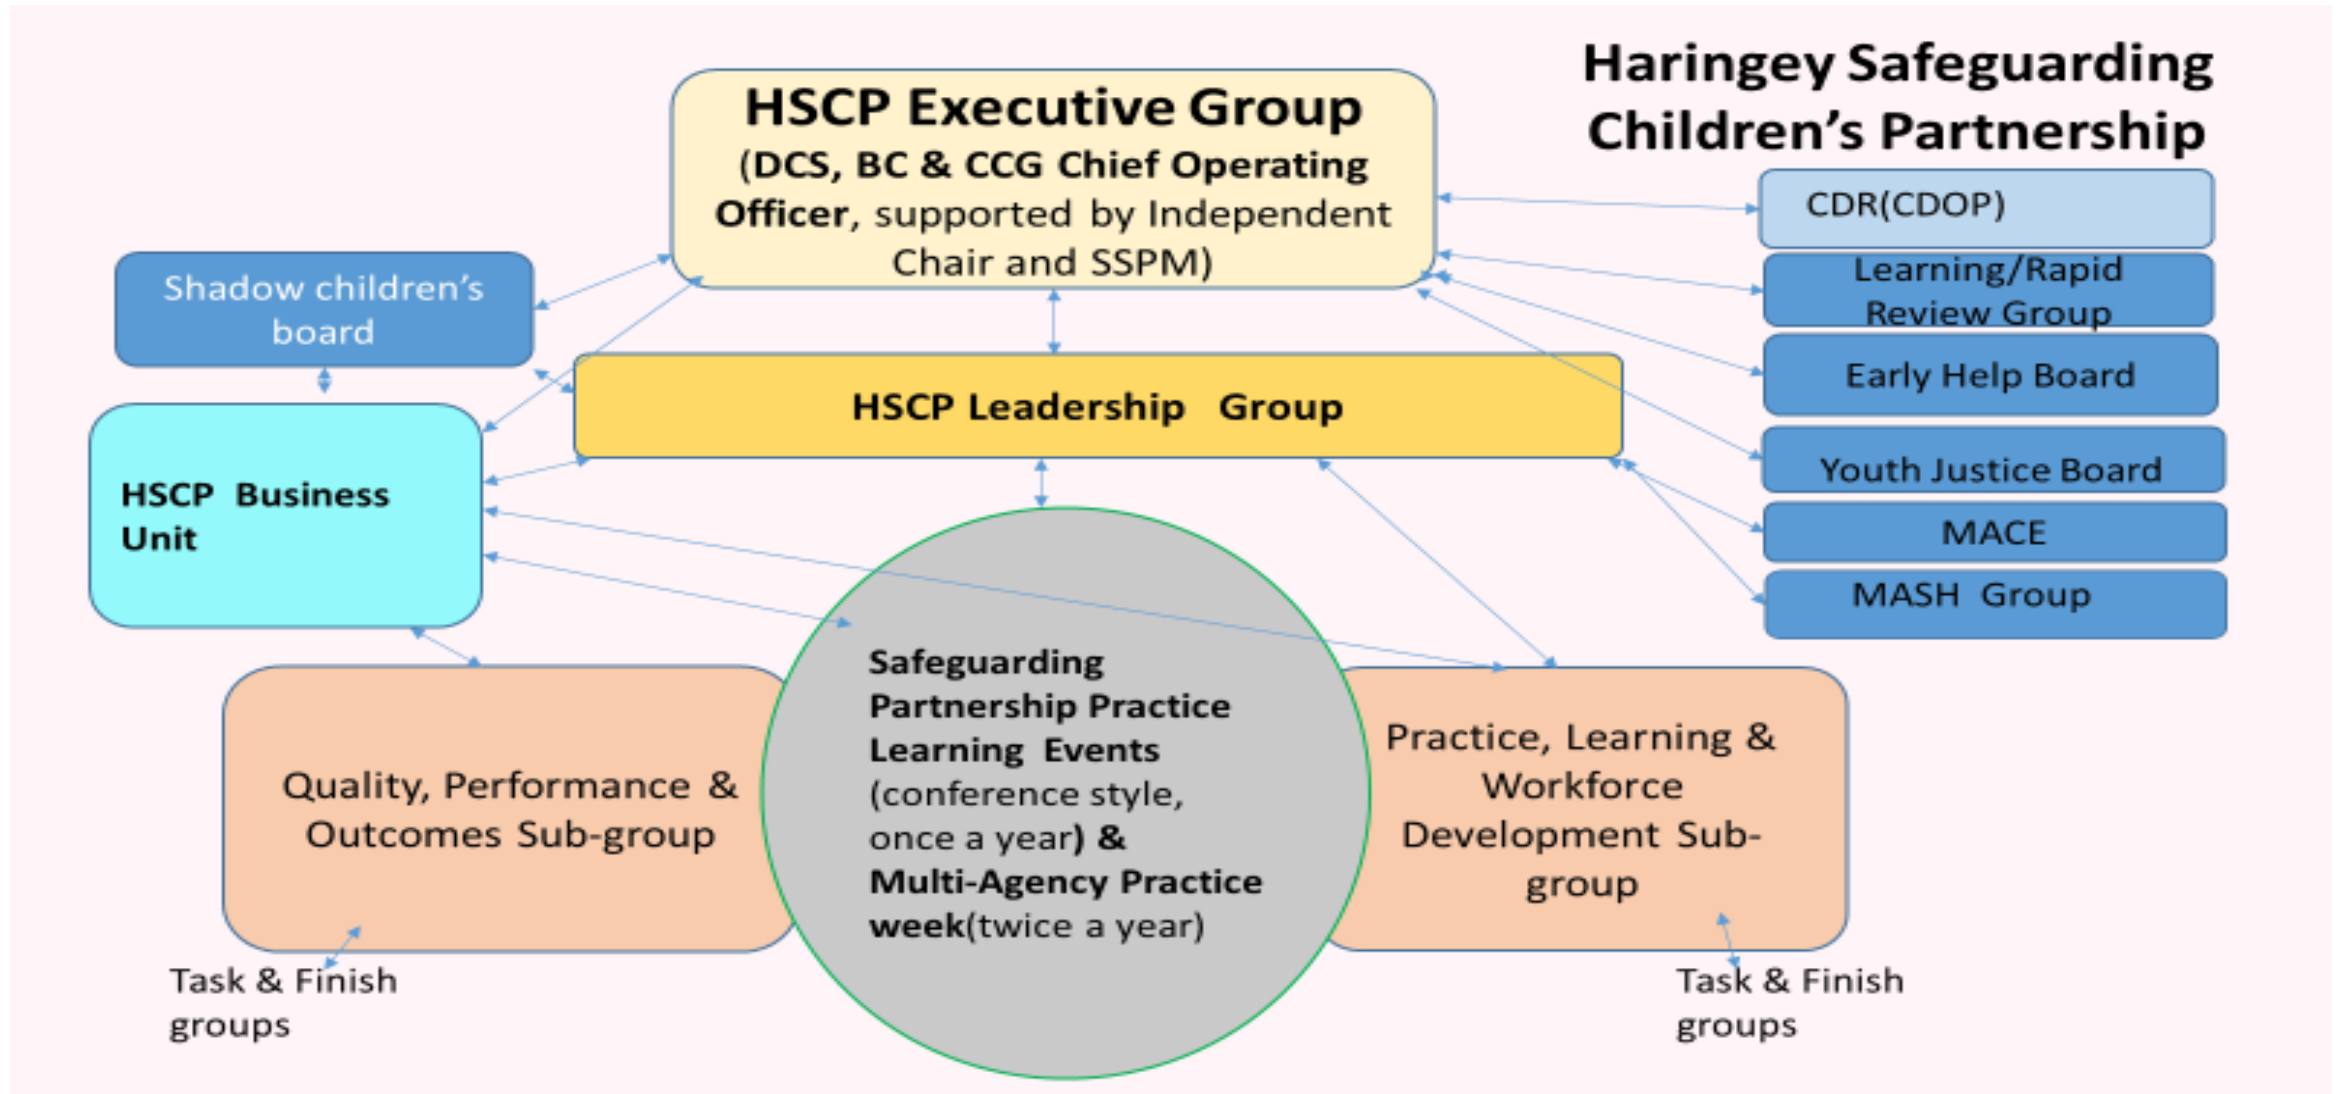 Haringey Safeguarding
Children’s Partnership
HSCP Executive Group
(DCS, BC & CCG Chief Operating
Officer, supported by Independent
Chair and SSPM)
CDR(CDOP)
Learning/Rapid
Review Group
Early Help Board
Youth Justice Board
MACE
MASH Group
Shadow children’s
board
HSCP Leadership Group
HSCP Business
Unit
Safeguarding
Partnership Practice
Learning Events
(conference style,
once a year) &
Multi-Agency Practice
week(twice a year)
Quality, Performance &
Outcomes Sub-group
Practice, Learning &
Workforce
Development Sub-
group
Task & Finish
groups
Task & Finish
groups